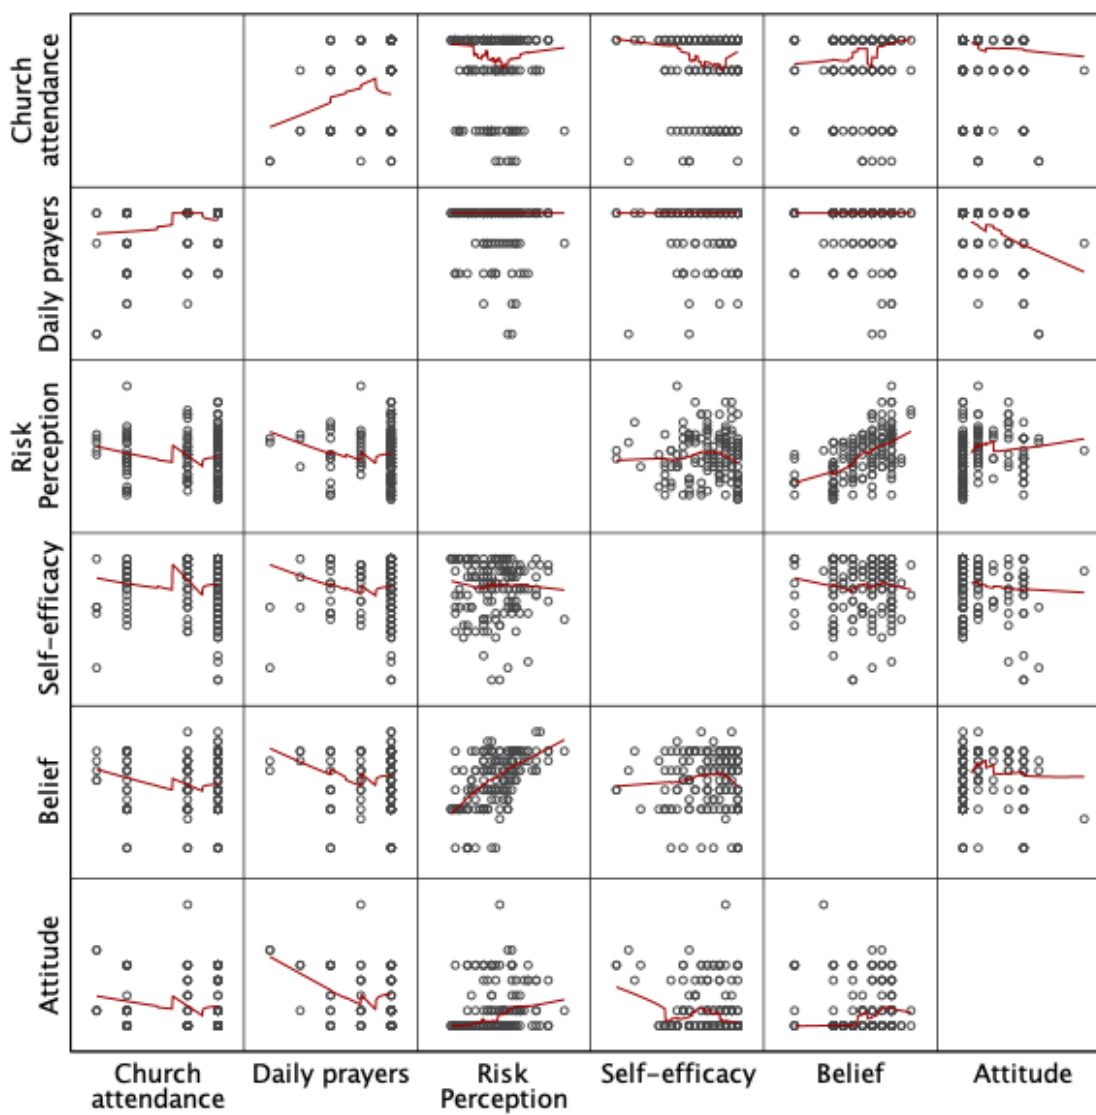 Church
attendance
Daily prayers
Risk
Perception
Self-efficacy
Belief
Attitude
Church
attendance
Daily prayers
Risk
Perception
Self-efficacy
Belief
Attitude